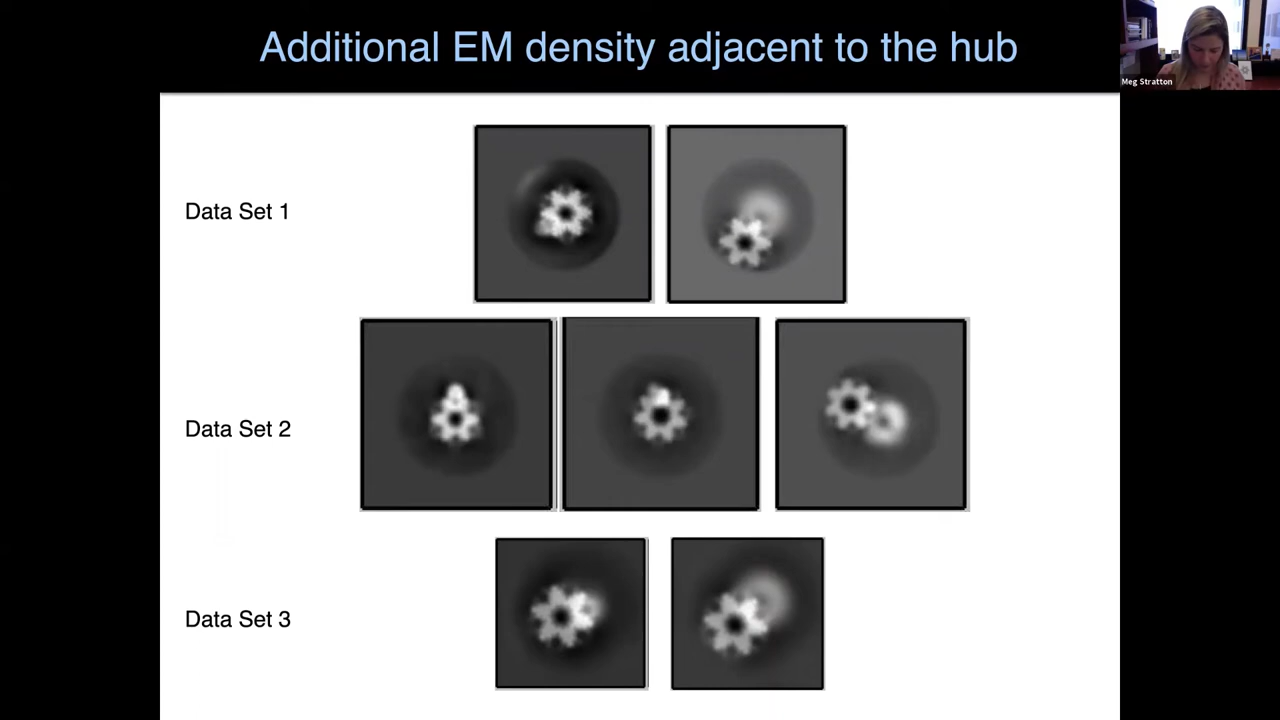 Additional EM density adjacent to the hub
Meg Stratton
Data Set 1
Data Set 2
Data Set 3